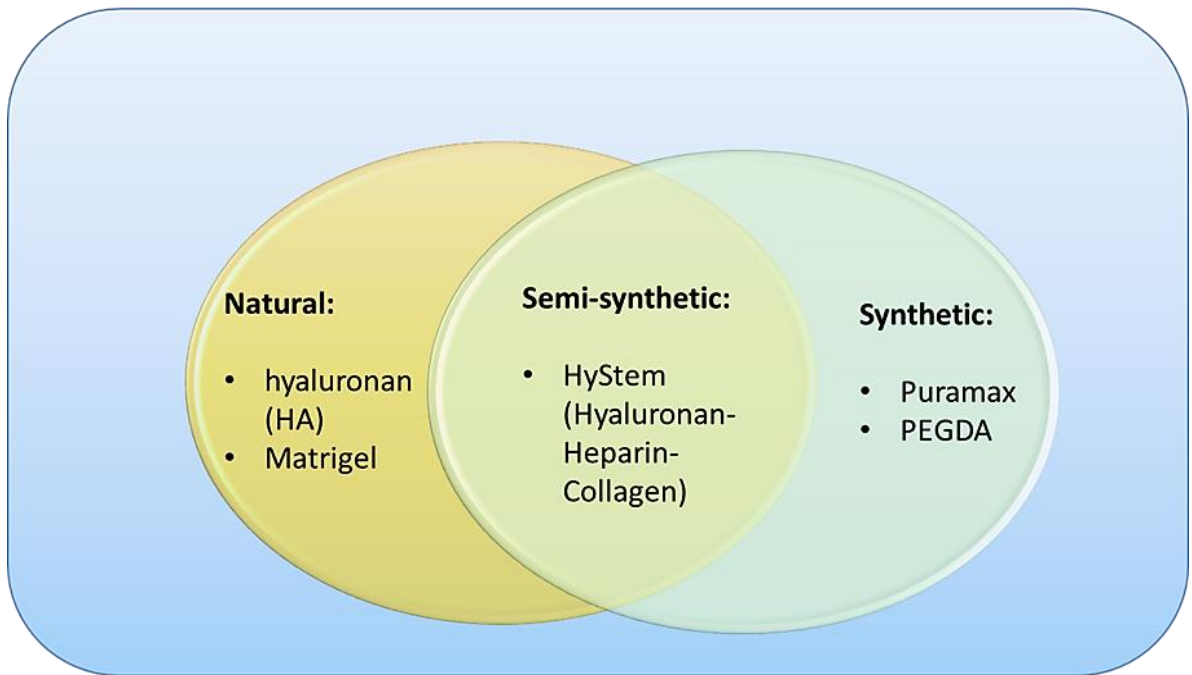 Natural:
• hyaluronan
(HA)
• Matrigel
Semi-synthetic:
• HyStem
(Hyaluronan-
Heparin-
Collagen)
Synthetic:
• Puramax
• PEGDA